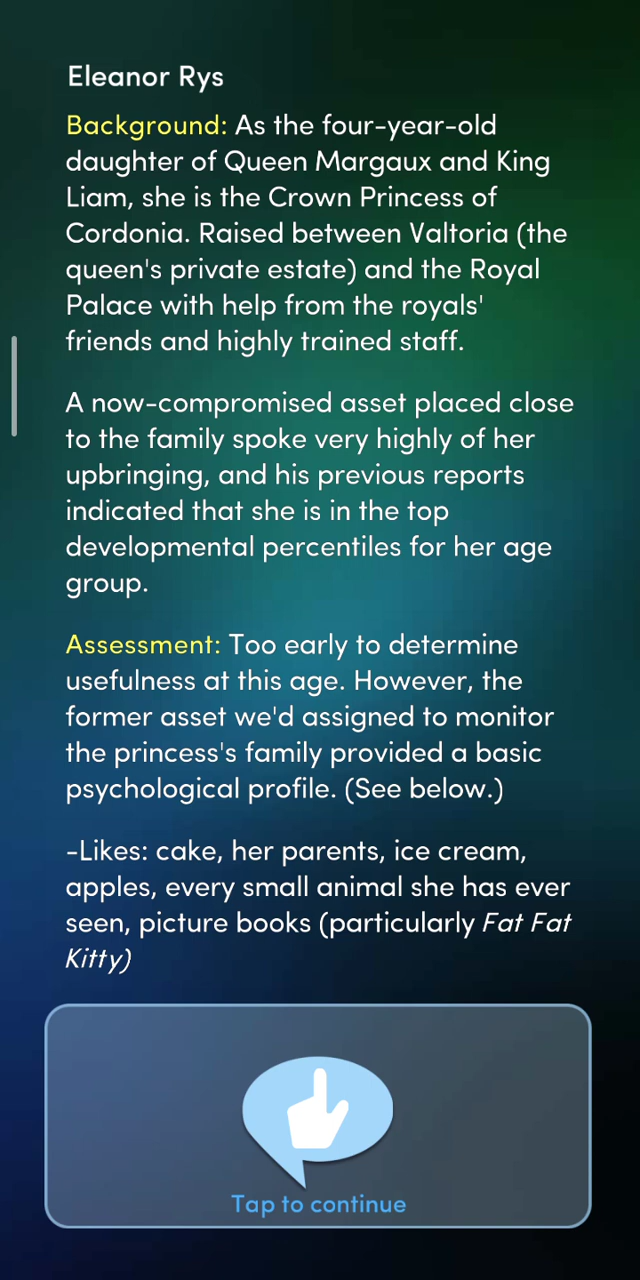 Eleanor Rys
Background: As the four-year-old
daughter of Queen Margaux and King
Liam, she is the Crown Princess of
Cordonia. Raised between Valtoria (the
queen's private estate) and the Royal
Palace with help from the royals'
friends and highly trained staff.
A now-compromised asset placed close
to the family spoke very highly of her
upbringing, and his previous reports
indicated that she is in the top
developmental percentiles for her age
group.
Assessment: Too early to determine
usefulness at this age. However, the
former asset we'd assigned to monitor
the princess's family provided a basic
psychological profile. (See below.)
-Likes: cake, her parents, ice cream,
apples, every small animal she has ever
seen, picture books (particularly Fat Fat
Kitty)
Tap to continue